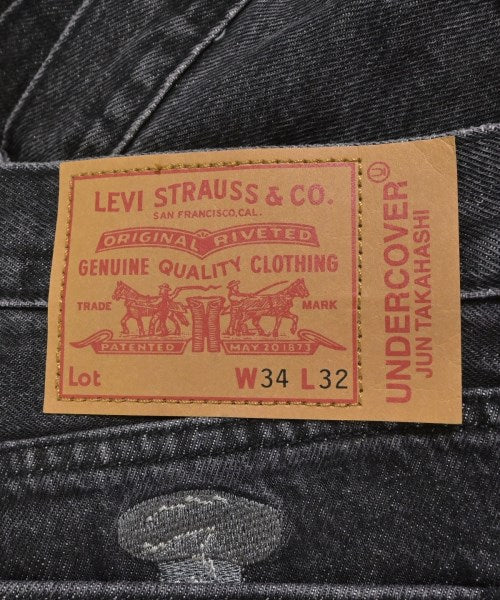 LEVI STRAUSS & CO.
SAN FRANCISCO, CAL.
ORIGINAL RIVETED
GENUINE QUALITY CLOTHING
TRADE MARK
PATENTED MAY 20 1873
Lot W34 L32
UNDERCOVER
JUN TAKAHASHI
U